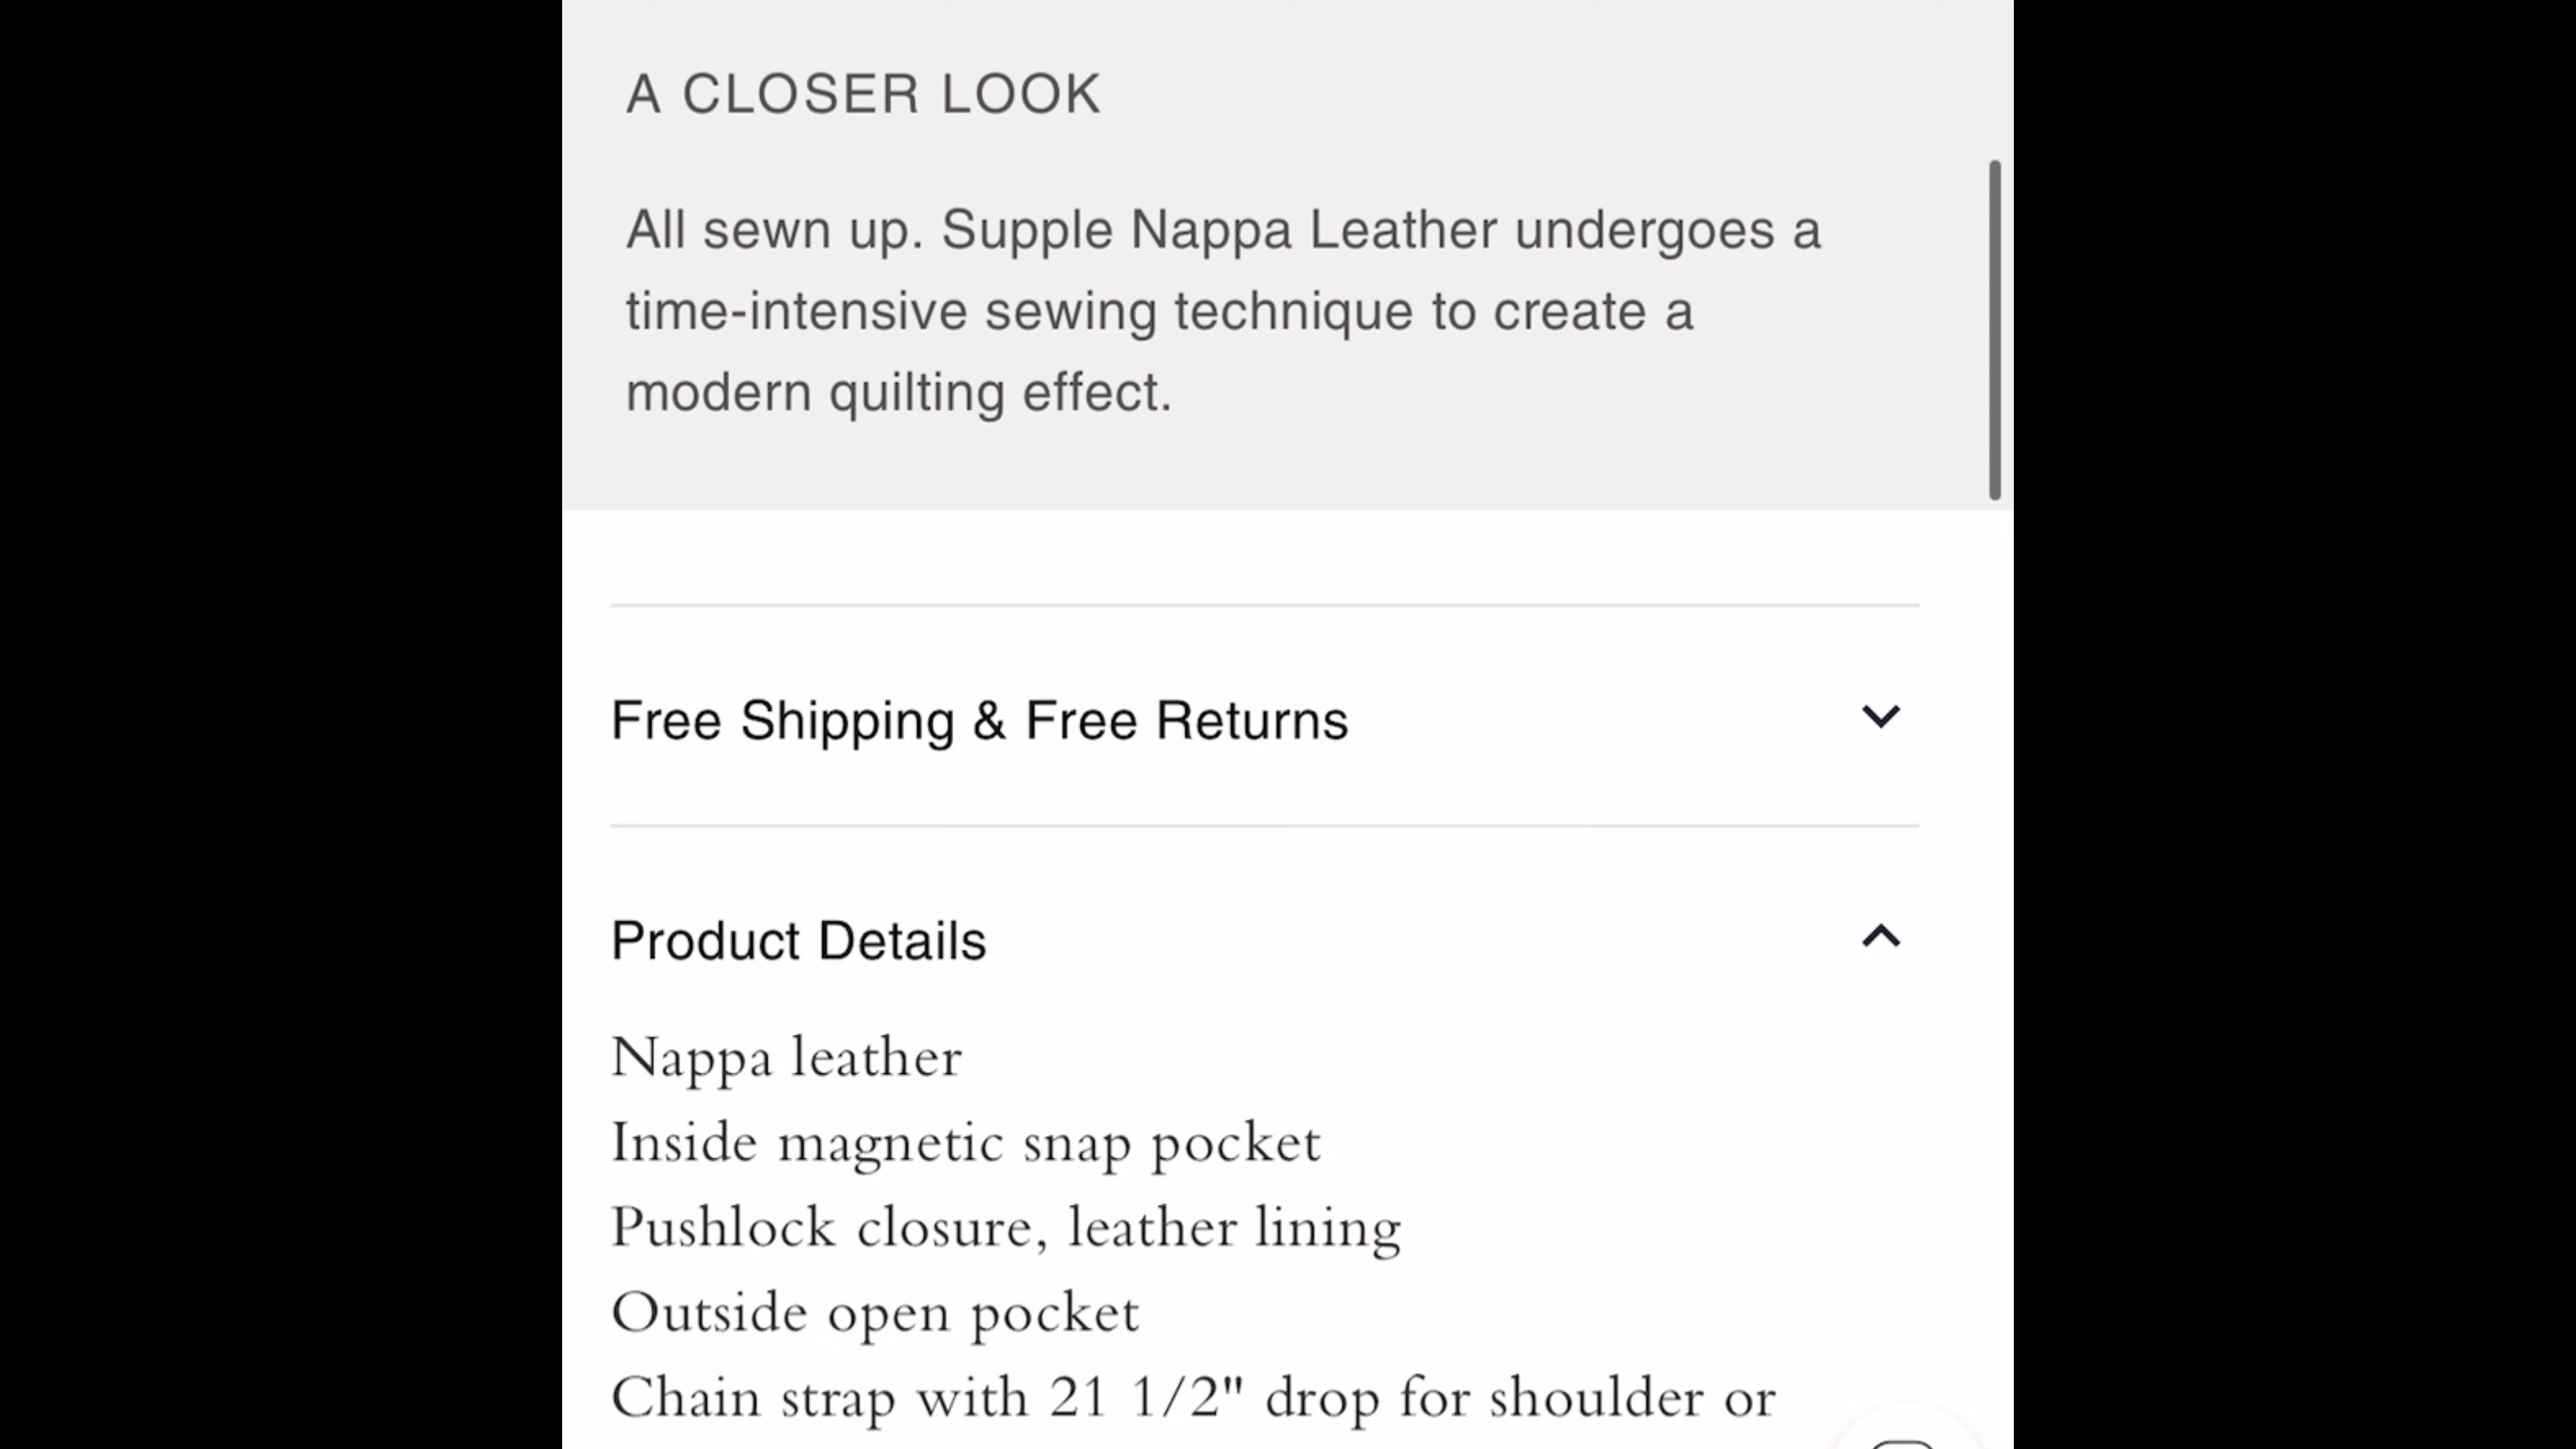 A CLOSER LOOK
All sewn up. Supple Nappa Leather undergoes a
time-intensive sewing technique to create a
modern quilting effect.
Free Shipping & Free Returns
Product Details
Nappa leather
Inside magnetic snap pocket
Pushlock closure, leather lining
Outside open pocket
Chain strap with 21 1/2" drop for shoulder or